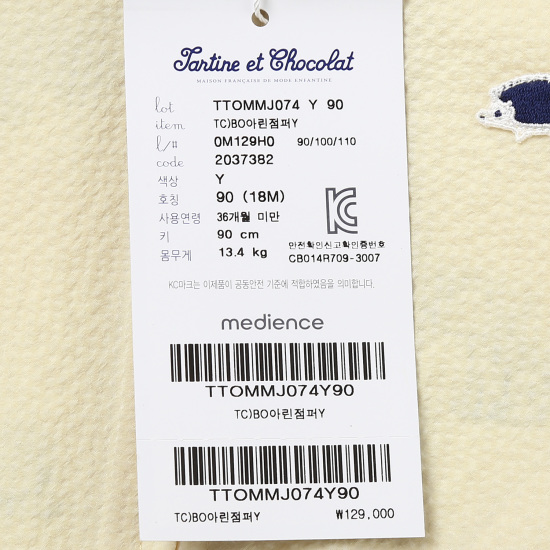 Tartine et Chocolat
MAISON FRANÇAISE DE MODE ENFANTINE
lot TTOMMJ074 Y 90
item TC)BO아린점퍼Y
l/# 0M129H0 90/100/110
code 2037382
색상 Y
호칭 90 (18M)
사용연령 36개월 미만
키 90 cm
몸무게 13.4 kg
안전확인신고확인증번호
CB014R709-3007
KC마크는 이제품이 공통안전 기준에 적합하였음을 의미합니다.
medience
TTOMMJ074Y90
TC)BO아린점퍼Y
TTOMMJ074Y90
TC)BO아린점퍼Y ₩129,000